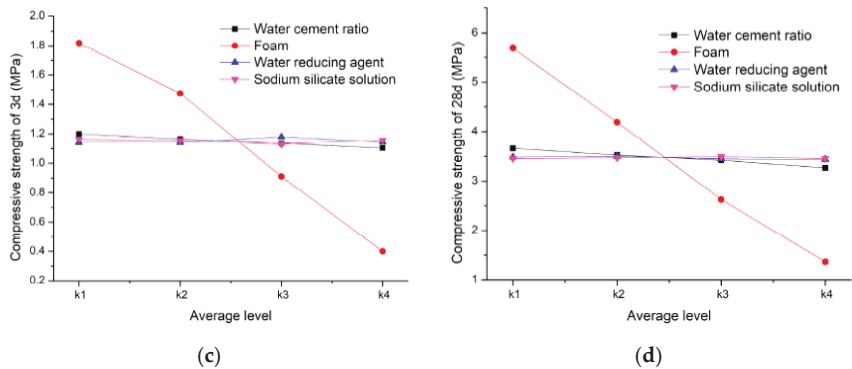 Compressive strength of 3d (MPa)
2.0
1.8
1.6
1.4
1.2
1.0
0.8
0.6
0.4
0.2
Water cement ratio
Foam
Water reducing agent
Sodium silicate solution
k1 k2 k3 k4
Average level
(c)
Compressive strength of 28d (MPa)
6
5
4
3
2
1
Water cement ratio
Foam
Water reducing agent
Sodium silicate solution
k1 k2 k3 k4
Average level
(d)